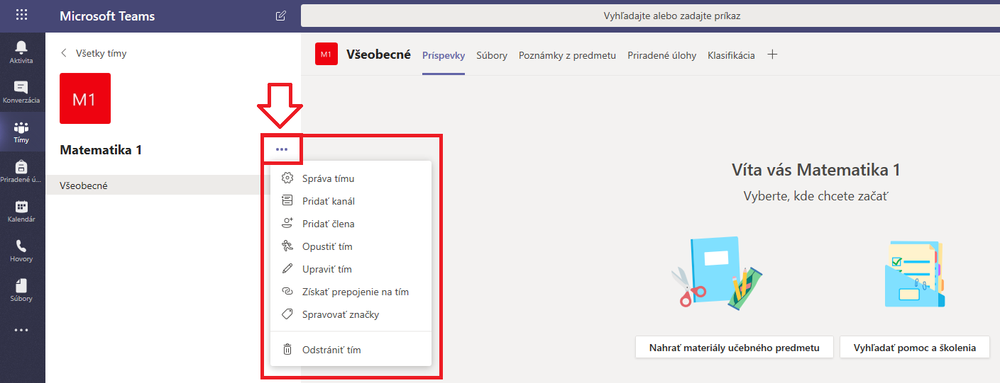 Microsoft Teams
Vyhľadajte alebo zadajte príkaz
Aktivita
Konverzácia
Tímy
Priradené ú...
Kalendár
Hovory
Súbory
Všetky tímy
M1
Matematika 1
Všeobecné
Správa tímu
Pridať kanál
Pridať člena
Opustiť tím
Upraviť tím
Získať prepojenie na tím
Spravovať značky
Odstrániť tím
M1 Všeobecné Príspevky Súbory Poznámky z predmetu Priradené úlohy Klasifikácia
Víta vás Matematika 1
Vyberte, kde chcete začať
Nahrať materiály učebného predmetu
Vyhľadať pomoc a školenia